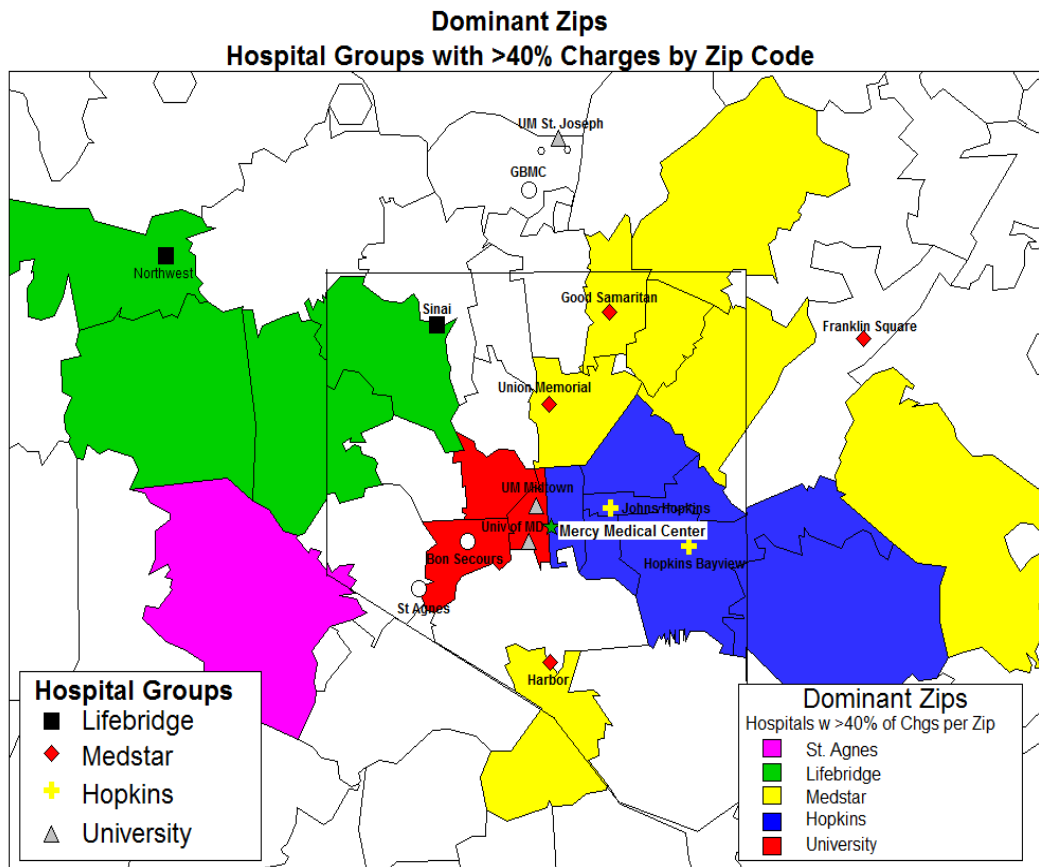 Dominant Zips
Hospital Groups with >40% Charges by Zip Code
UM St. Joseph
GBMC
Northwest
Good Samaritan
Sinai
Franklin Square
Union Memorial
UM Midtown
Johns Hopkins
Univ of MD
Mercy Medical Center
Bon Secours
Hopkins Bayview
St Agnes
Harbor
Hospital Groups
Lifebridge
Medstar
Hopkins
University
Dominant Zips
Hospitals w >40% of Chgs per Zip
St. Agnes
Lifebridge
Medstar
Hopkins
University